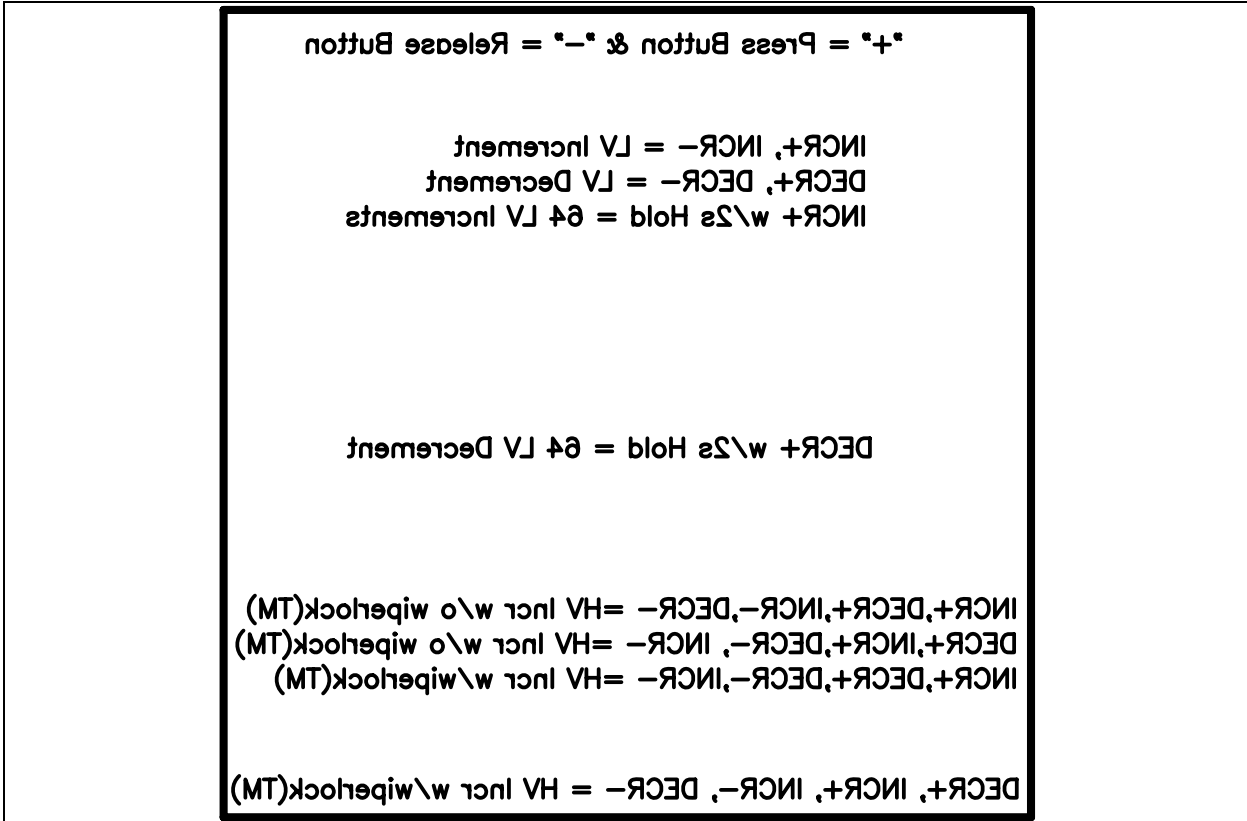 "+" = Press Button & "-" = Release Button
INCR+, INCR- = LV Increment
DECR+, DECR- = LV Decrement
INCR+ w/2s Hold = 64 LV Increments
DECR+ w/2s Hold = 64 LV Decrement
INCR+,DECR+,INCR-,DECR- =HV Incr w/o wiperlock(TM)
DECR+,INCR+,DECR-, INCR- =HV Incr w/o wiperlock(TM)
INCR+,DECR+,DECR-,INCR- =HV Incr w/wiperlock(TM)
DECR+, INCR+, INCR-, DECR- = HV Incr w/wiperlock(TM)